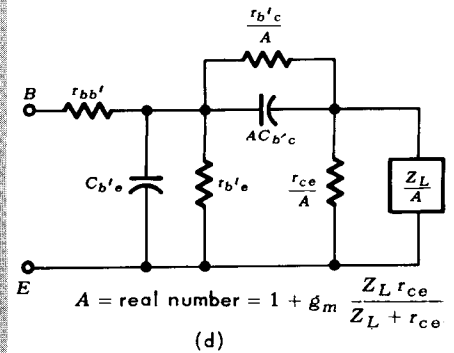 r_b'c / A
B
r_bb'
AC_b'c
C_b'e
r_b'e
r_ce / A
Z_L / A
E
A = real number = 1 + g_m Z_L r_ce / Z_L + r_ce
(d)